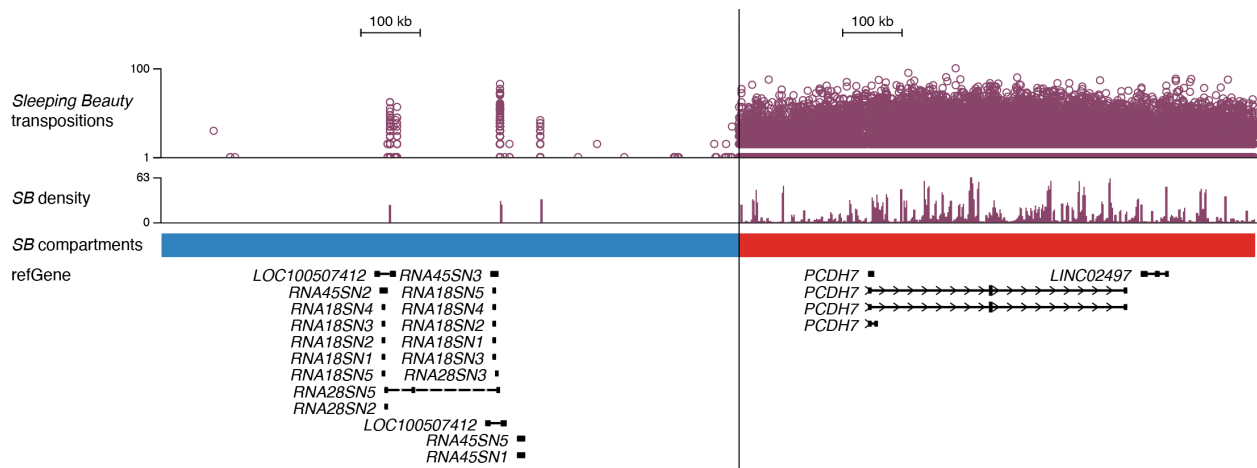 100 kb 100 kb
100
Sleeping Beauty
transpositions
1
63
SB density
0
SB compartments
refGene
LOC100507412 RNA45SN3 PCDH7 LINC02497
RNA45SN2 RNA18SN5 PCDH7
RNA18SN4 RNA18SN4 PCDH7
RNA18SN3 RNA18SN2 PCDH7
RNA18SN2 RNA18SN1
RNA18SN1 RNA18SN3
RNA18SN5 RNA28SN3
RNA28SN5
RNA28SN2
LOC100507412
RNA45SN5
RNA45SN1